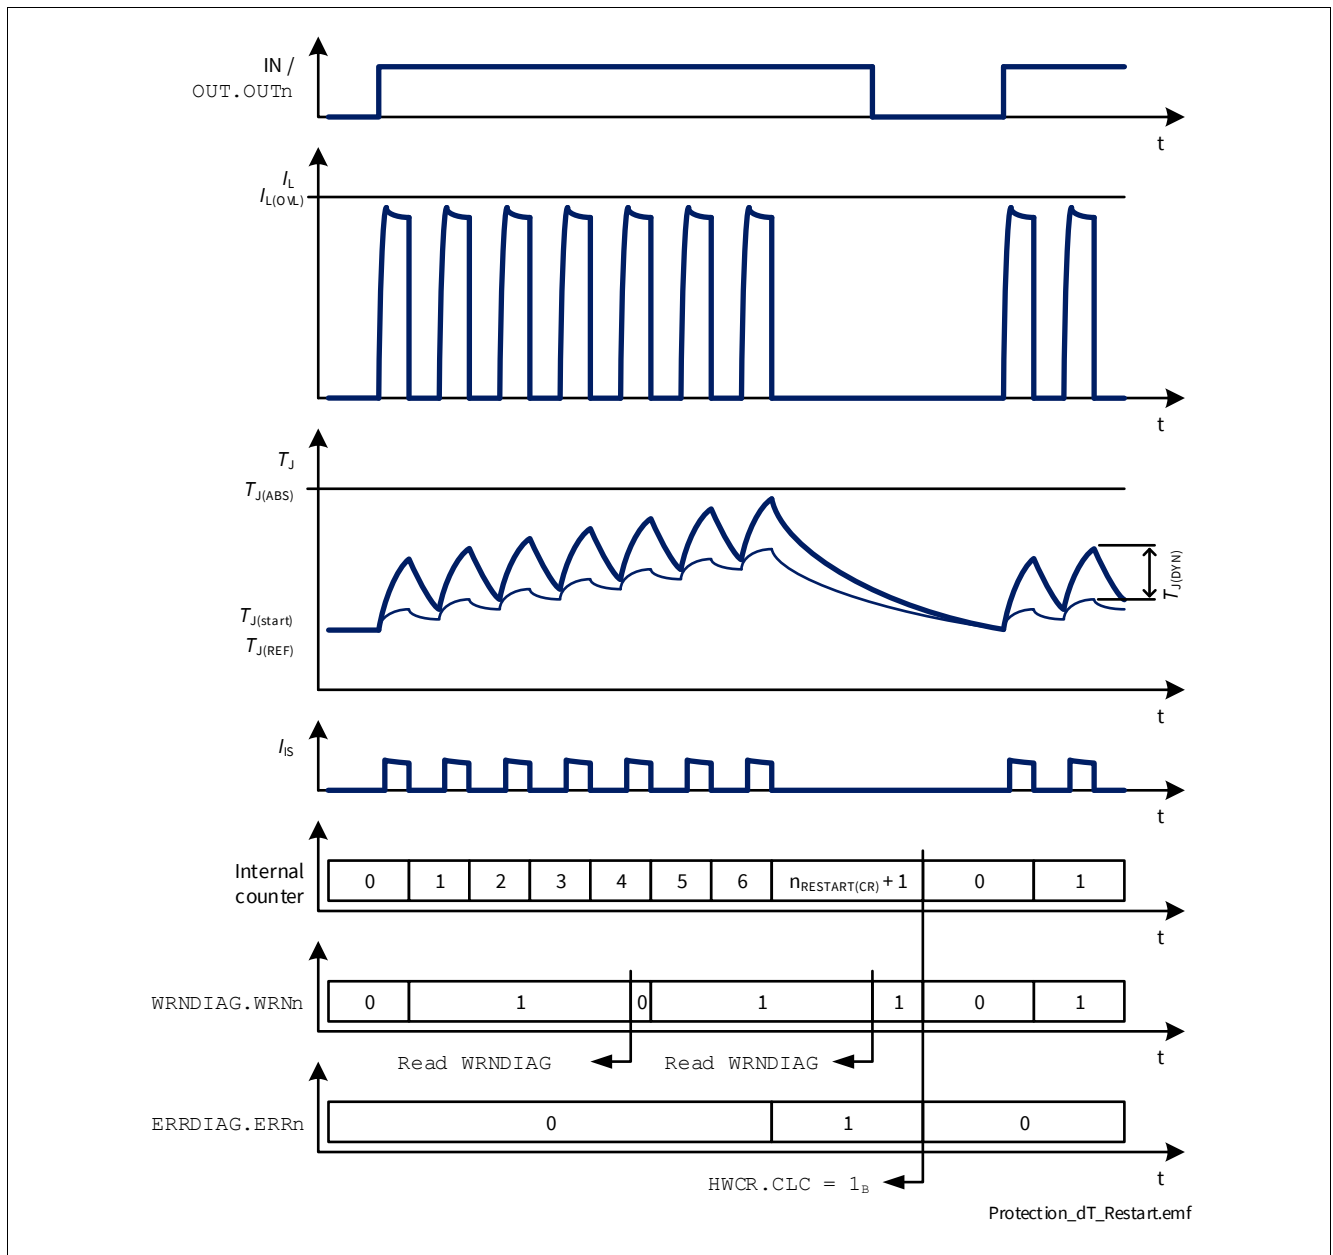 IN /
OUT.OUTn
t
IL
IL(OVL)
t
TJ
TJ(ABS)
TJ(DYN)
TJ(start)
TJ(REF)
t
IIS
t
Internal
counter
0 1 2 3 4 5 6 nRESTART(CR) + 1 0 1
t
WRNDIAG.WRNn 0 1 0 1 1 0 1
Read WRNDIAG Read WRNDIAG t
ERRDIAG.ERRn 0 1 0
t
HWCR.CLC = 1B
Protection_dT_Restart.emf